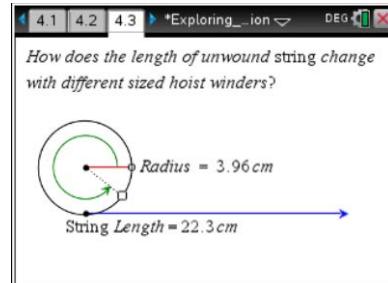 4.1 4.2 4.3 *Exploring_...ion DEG
How does the length of unwound string change
with different sized hoist winders?
Radius = 3.96 cm
String Length = 22.3 cm